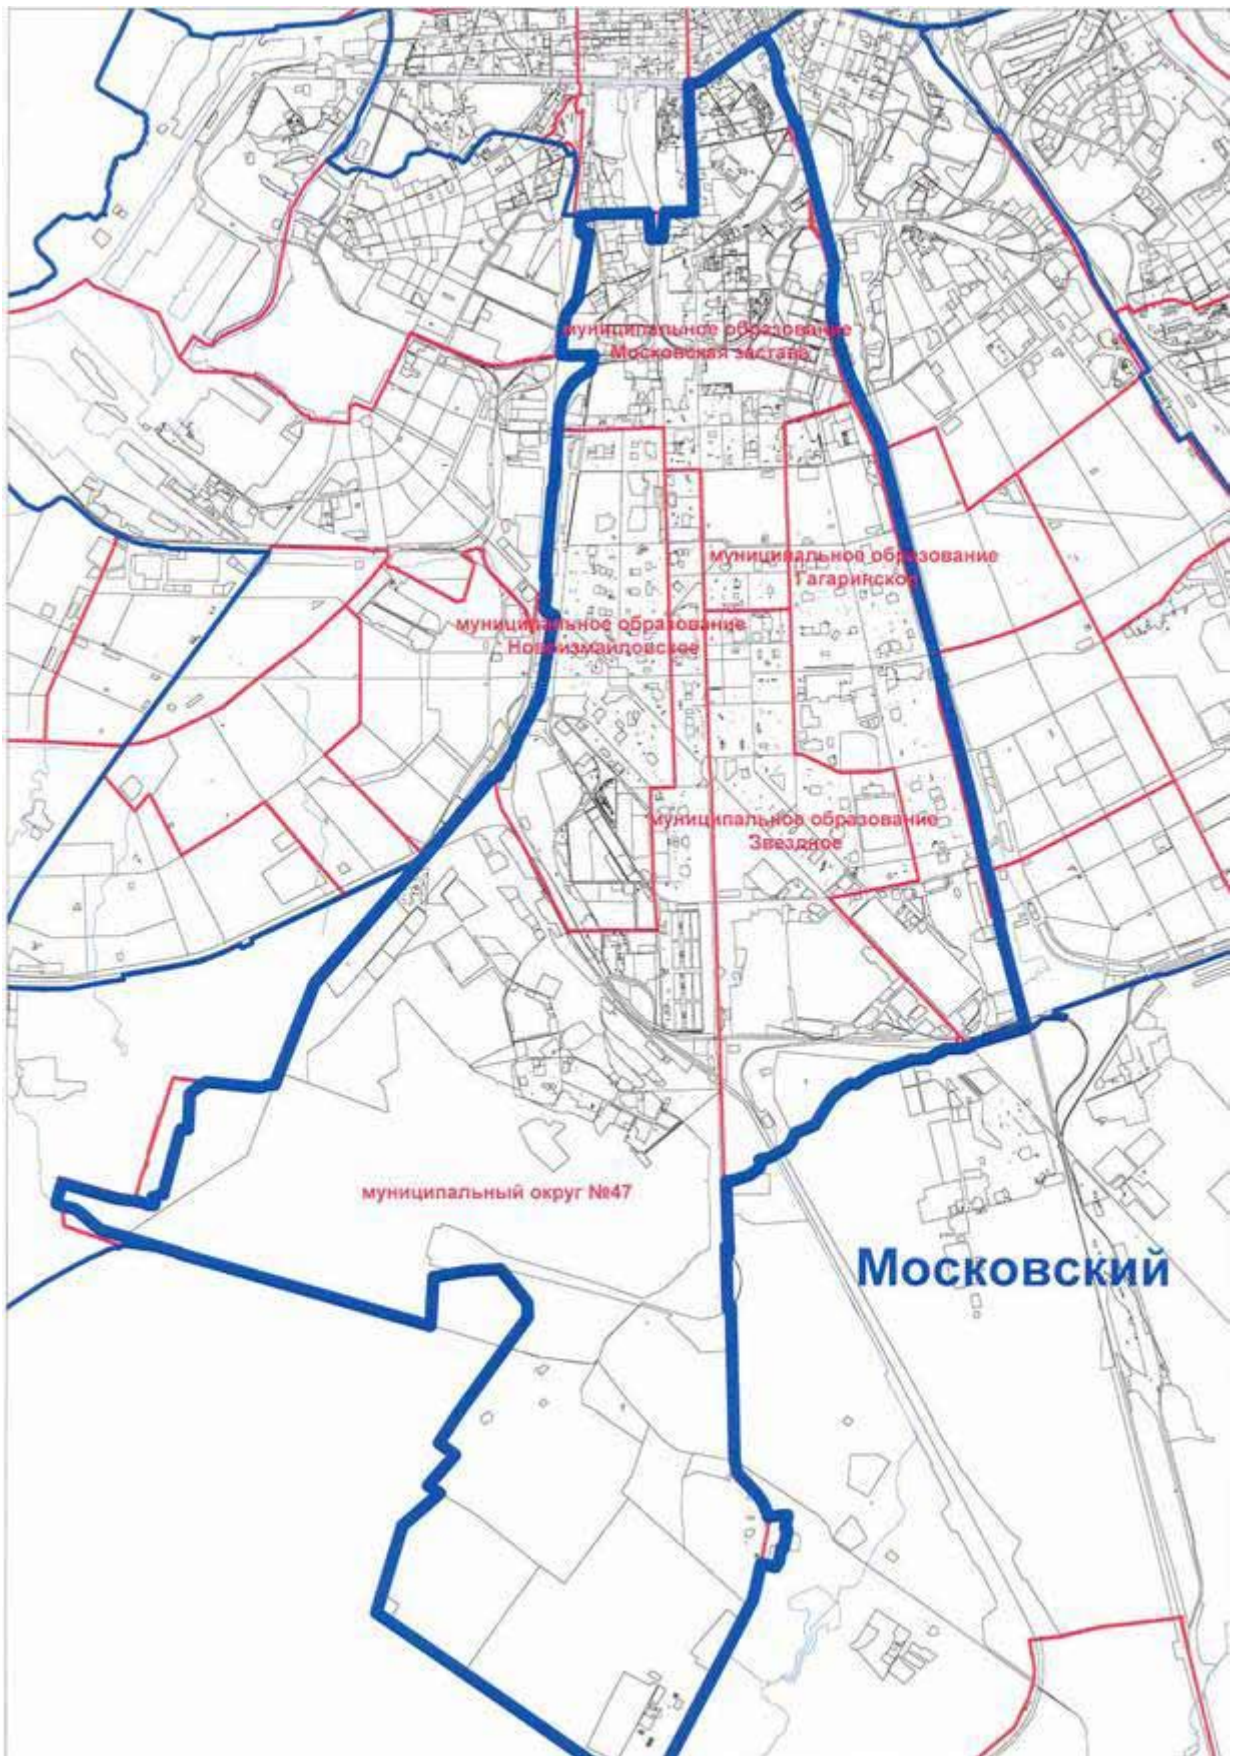 муниципальное образование
Московская застава
муниципальное образование
Гагаринское
муниципальное образование
Новоизмайловское
муниципальное образование
Звездное
муниципальный округ №47
Московский